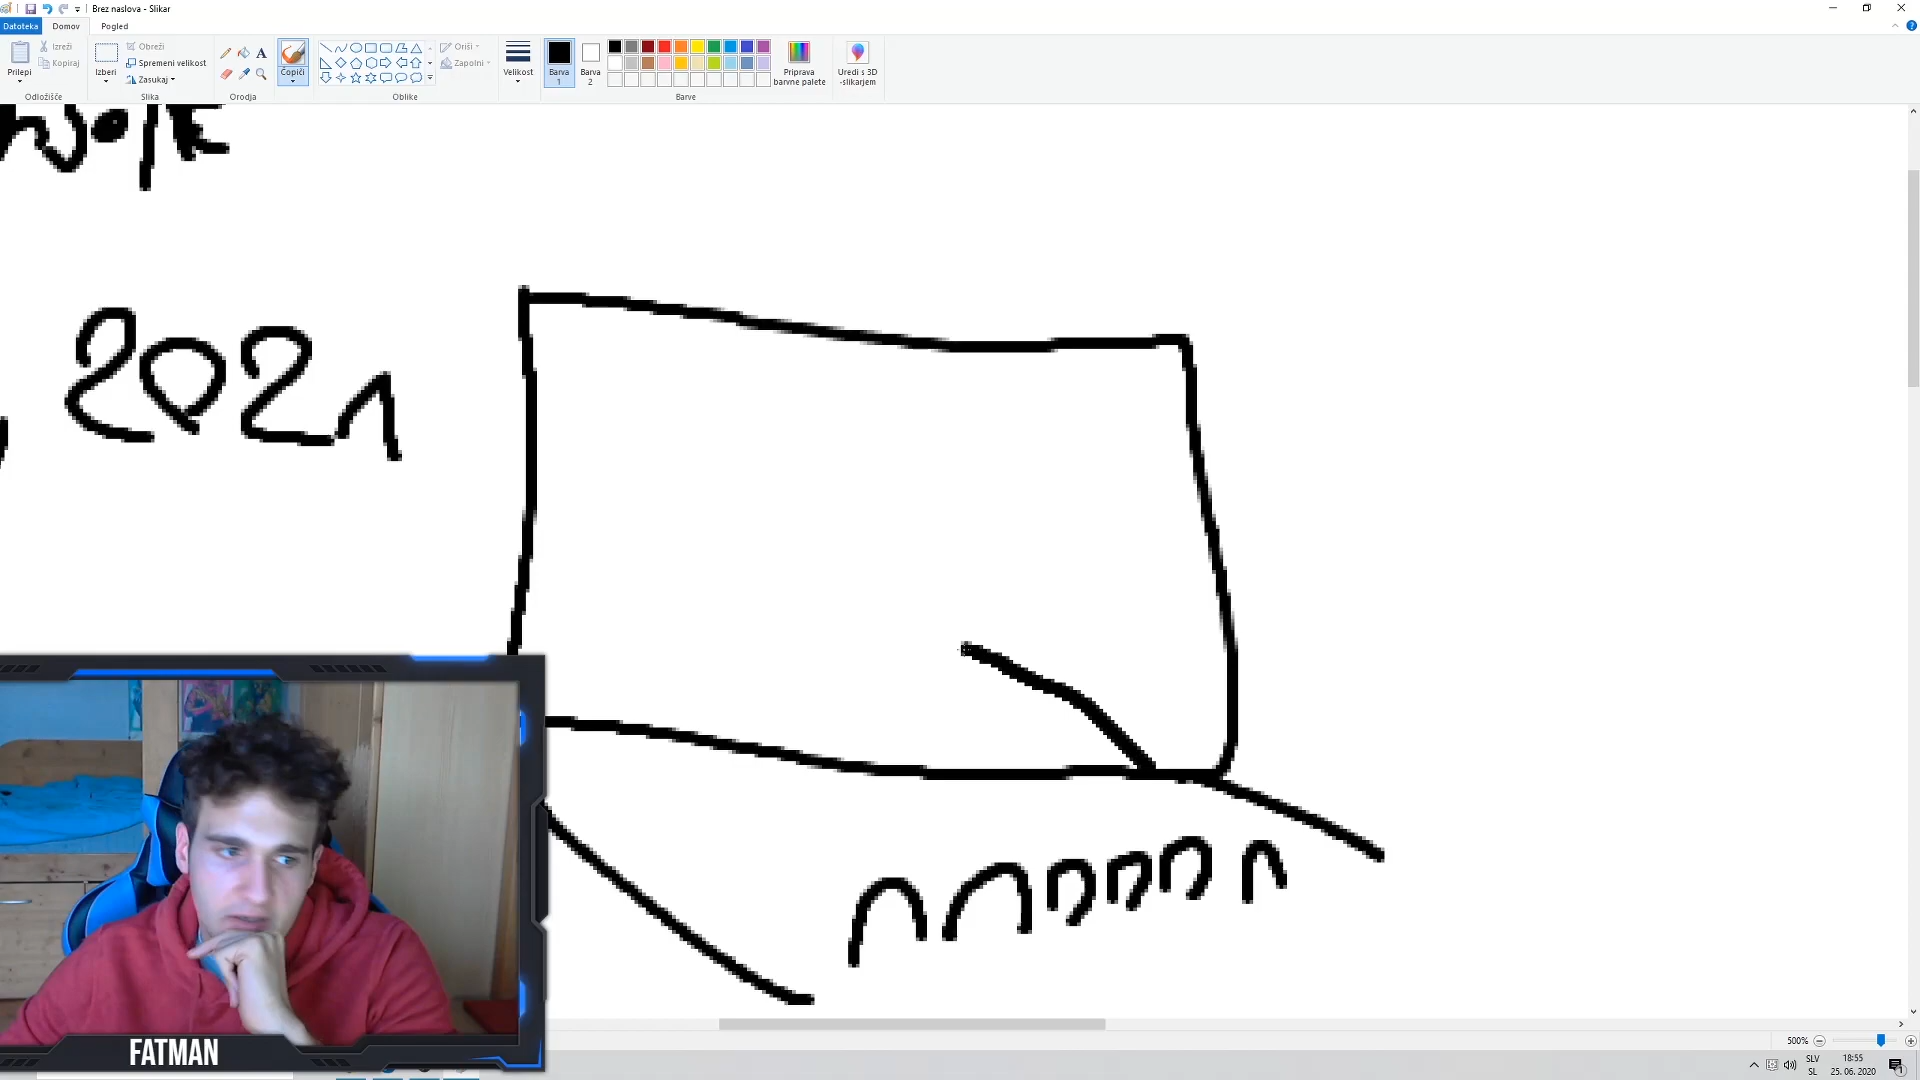 Brez naslova - Slikar
Datoteka Domov Pogled
Prilepi
Izreži
Kopiraj
Odložišče
Izberi
Obreži
Spremeni velikost
Zasukaj
Slika
Orodja
Čopiči
Oblike
Oriši
Zapolni
Velikost
Barva 1
Barva 2
Barve
Priprava barvne palete
Uredi s 3D -slikarjem
2021
FATMAN
500%
SLV 18:55
SL 25. 06. 2020